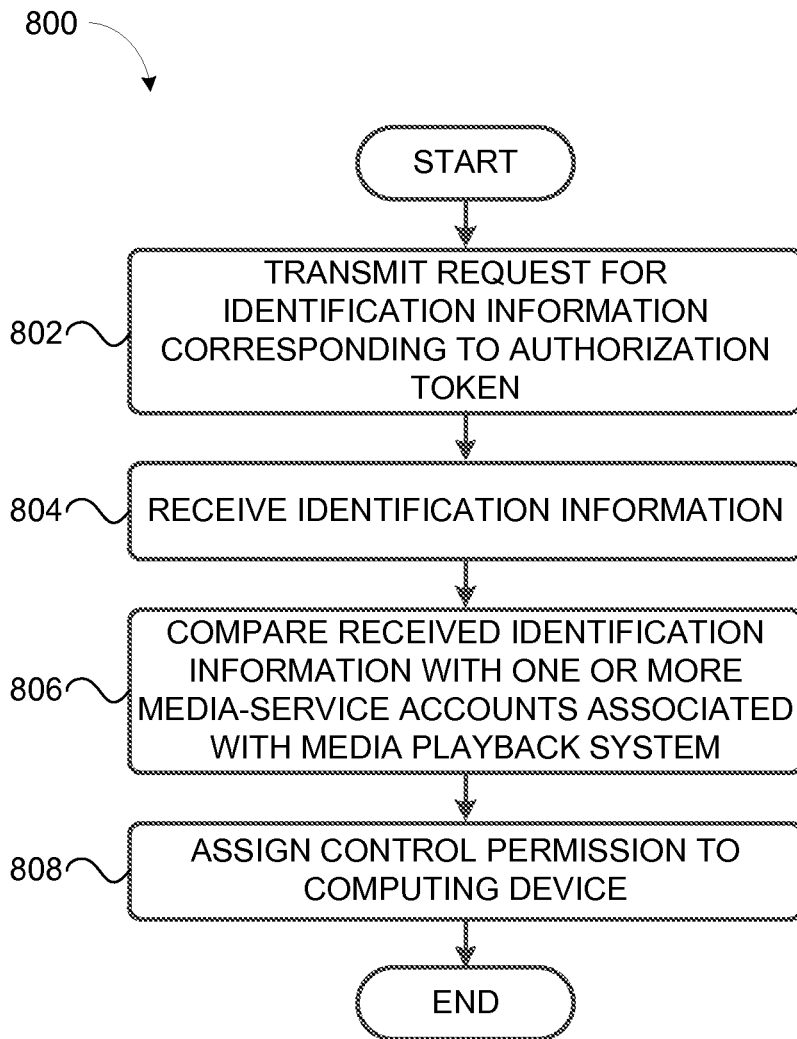 800
START
802
TRANSMIT REQUEST FOR
IDENTIFICATION INFORMATION
CORRESPONDING TO AUTHORIZATION
TOKEN
804
RECEIVE IDENTIFICATION INFORMATION
806
COMPARE RECEIVED IDENTIFICATION
INFORMATION WITH ONE OR MORE
MEDIA-SERVICE ACCOUNTS ASSOCIATED
WITH MEDIA PLAYBACK SYSTEM
808
ASSIGN CONTROL PERMISSION TO
COMPUTING DEVICE
END